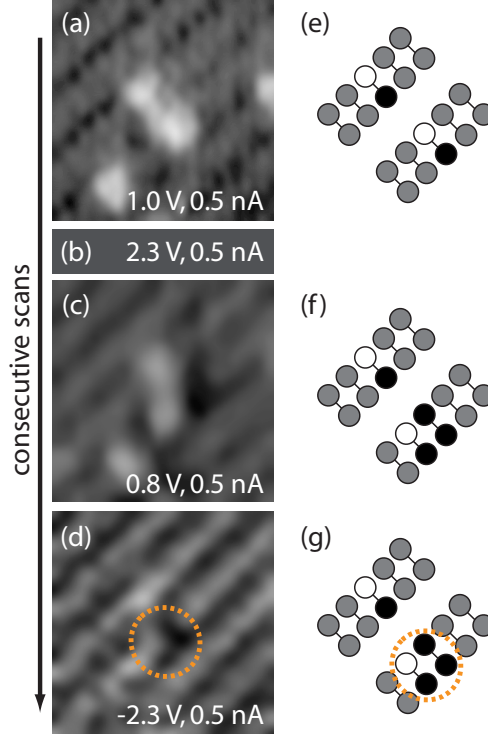 (a)
1.0 V, 0.5 nA
(b)
2.3 V, 0.5 nA
(c)
0.8 V, 0.5 nA
(d)
-2.3 V, 0.5 nA
consecutive scans
(e)
(f)
(g)